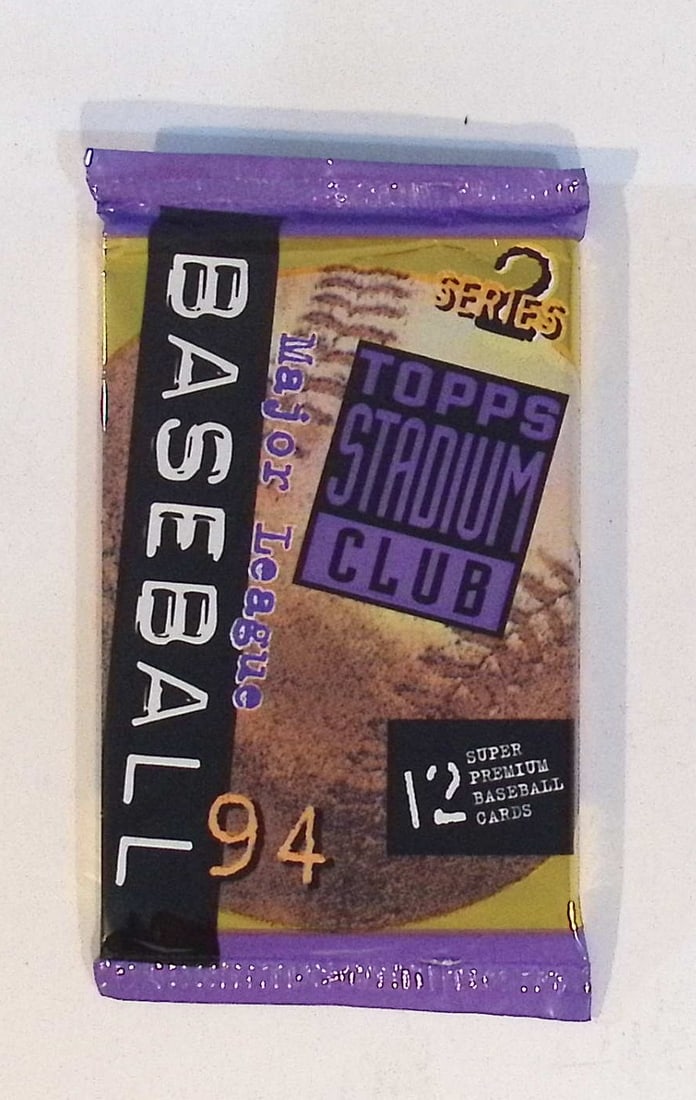 BASEBALL
Major League
SERIES 2
TOPPS
STADIUM
CLUB
94
12
SUPER
PREMIUM
BASEBALL
CARDS